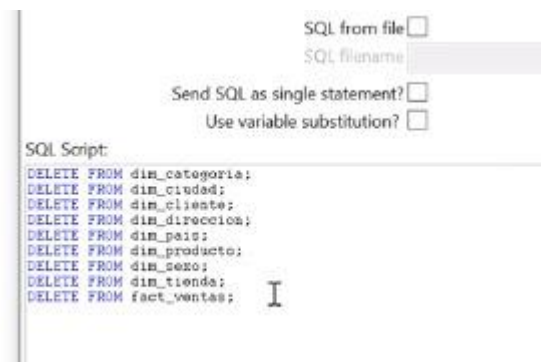 SQL from file
SQL filename
Send SQL as single statement?
Use variable substitution?
SQL Script:
DELETE FROM dim_categoria;
DELETE FROM dim_ciudad;
DELETE FROM dim_cliente;
DELETE FROM dim_direccion;
DELETE FROM dim_pais;
DELETE FROM dim_producto;
DELETE FROM dim_sexo;
DELETE FROM dim_tienda;
DELETE FROM fact_ventas;